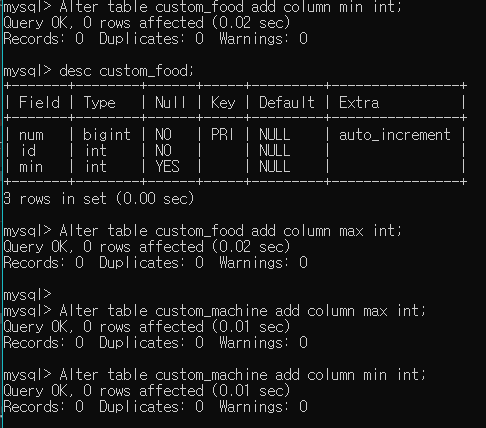 mysql> Alter table custom_food add column min int;
Query OK, 0 rows affected (0.02 sec)
Records: 0  Duplicates: 0  Warnings: 0

mysql> desc custom_food;
+-------+--------+------+-----+---------+----------------+
| Field | Type   | Null | Key | Default | Extra          |
+-------+--------+------+-----+---------+----------------+
| num   | bigint | NO   | PRI | NULL    | auto_increment |
| id    | int    | NO   |     | NULL    |                |
| min   | int    | YES  |     | NULL    |                |
+-------+--------+------+-----+---------+----------------+
3 rows in set (0.00 sec)

mysql> Alter table custom_food add column max int;
Query OK, 0 rows affected (0.02 sec)
Records: 0  Duplicates: 0  Warnings: 0

mysql>
mysql> Alter table custom_machine add column max int;
Query OK, 0 rows affected (0.01 sec)
Records: 0  Duplicates: 0  Warnings: 0

mysql> Alter table custom_machine add column min int;
Query OK, 0 rows affected (0.01 sec)
Records: 0  Duplicates: 0  Warnings: 0